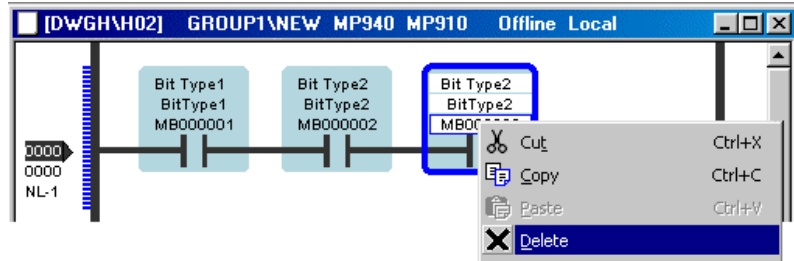 [DWGH\H02] GROUP1\NEW MP940 MP910 Offline Local
Bit Type1
BitType1
MB000001
Bit Type2
BitType2
MB000002
Bit Type2
BitType2
0000
0000
NL-1
Cut Ctrl+X
Copy Ctrl+C
Paste Ctrl+V
Delete